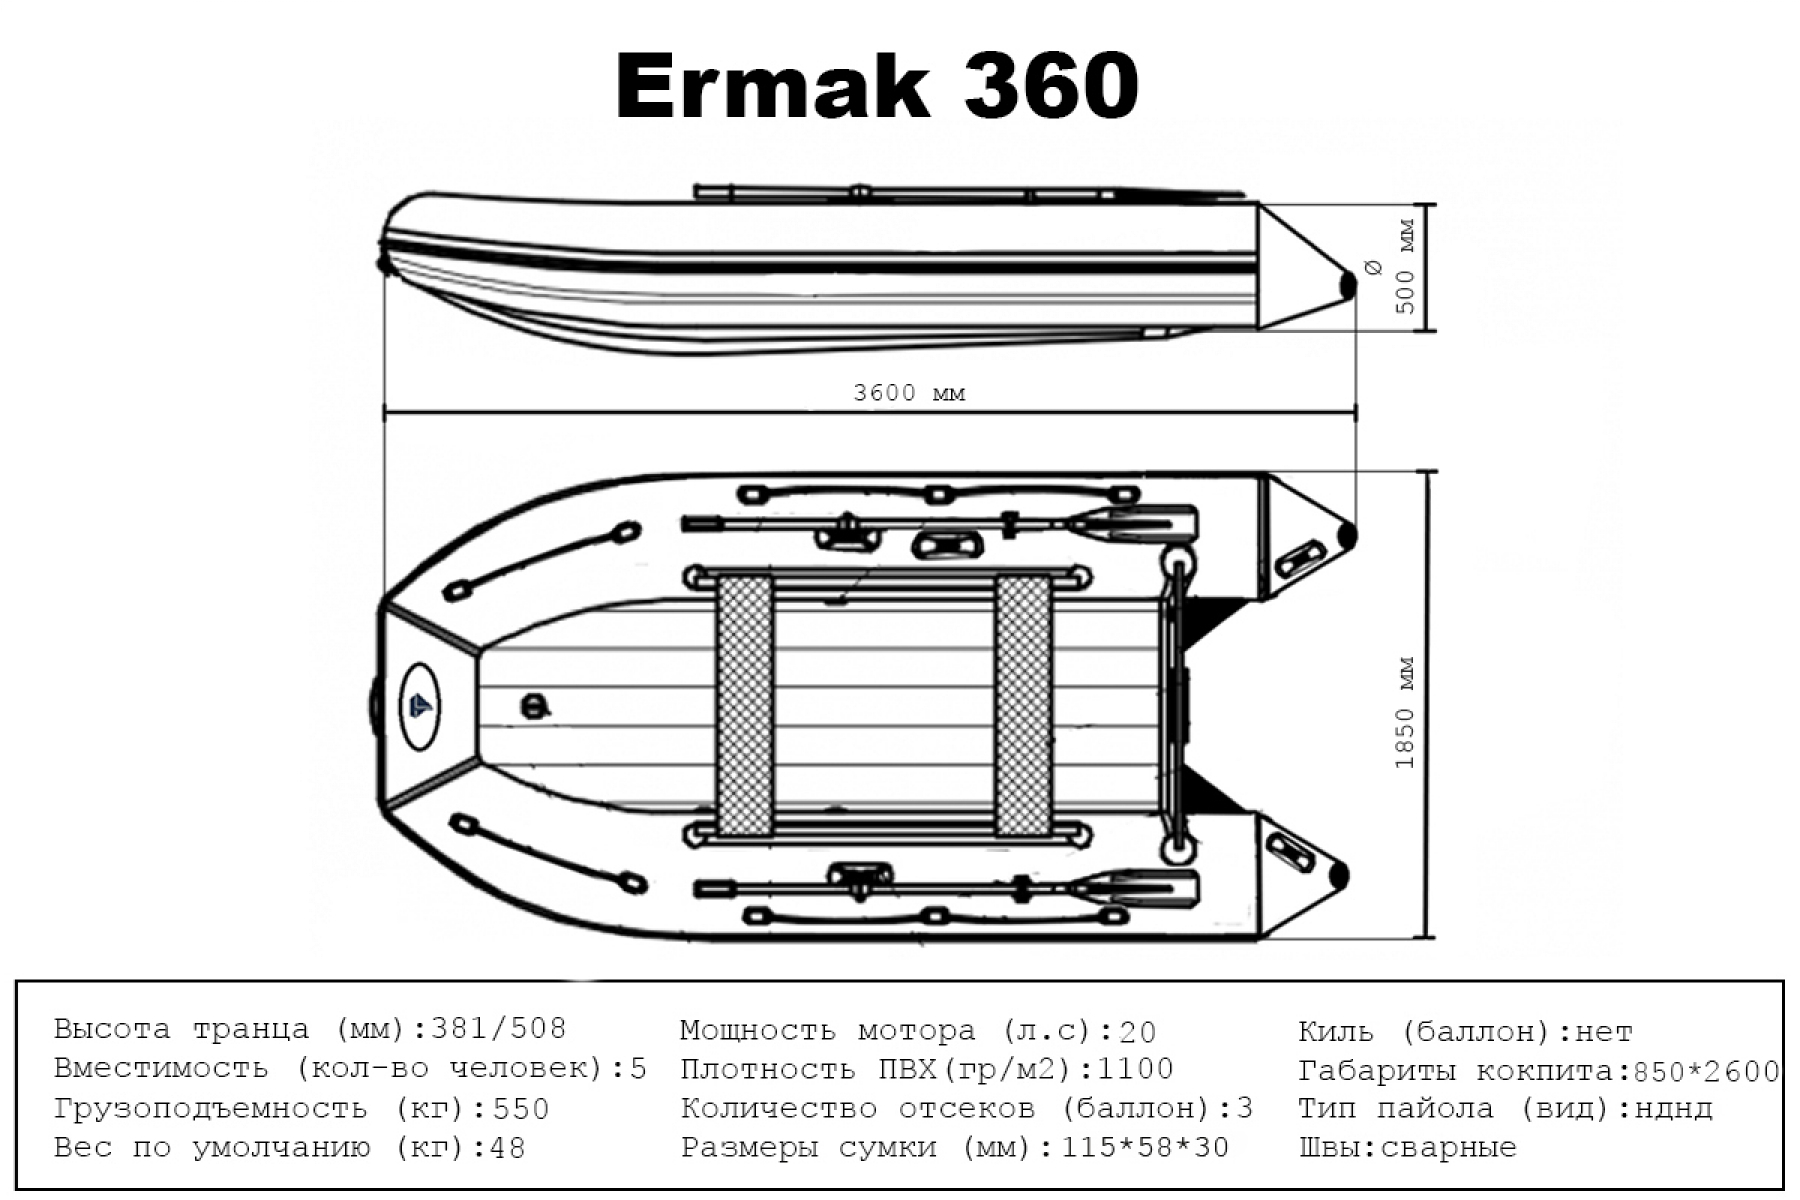 Ermak 360
Ø
500 мм
3600 мм
1850 мм
Высота транца (мм):381/508
Вместимость (кол-во человек):5
Грузоподъемность (кг):550
Вес по умолчанию (кг):48
Мощность мотора (л.с):20
Плотность ПВХ(гр/м2):1100
Количество отсеков (баллон):3
Размеры сумки (мм):115*58*30
Киль (баллон):нет
Габариты кокпита:850*2600
Тип пайола (вид):нднд
Швы:сварные